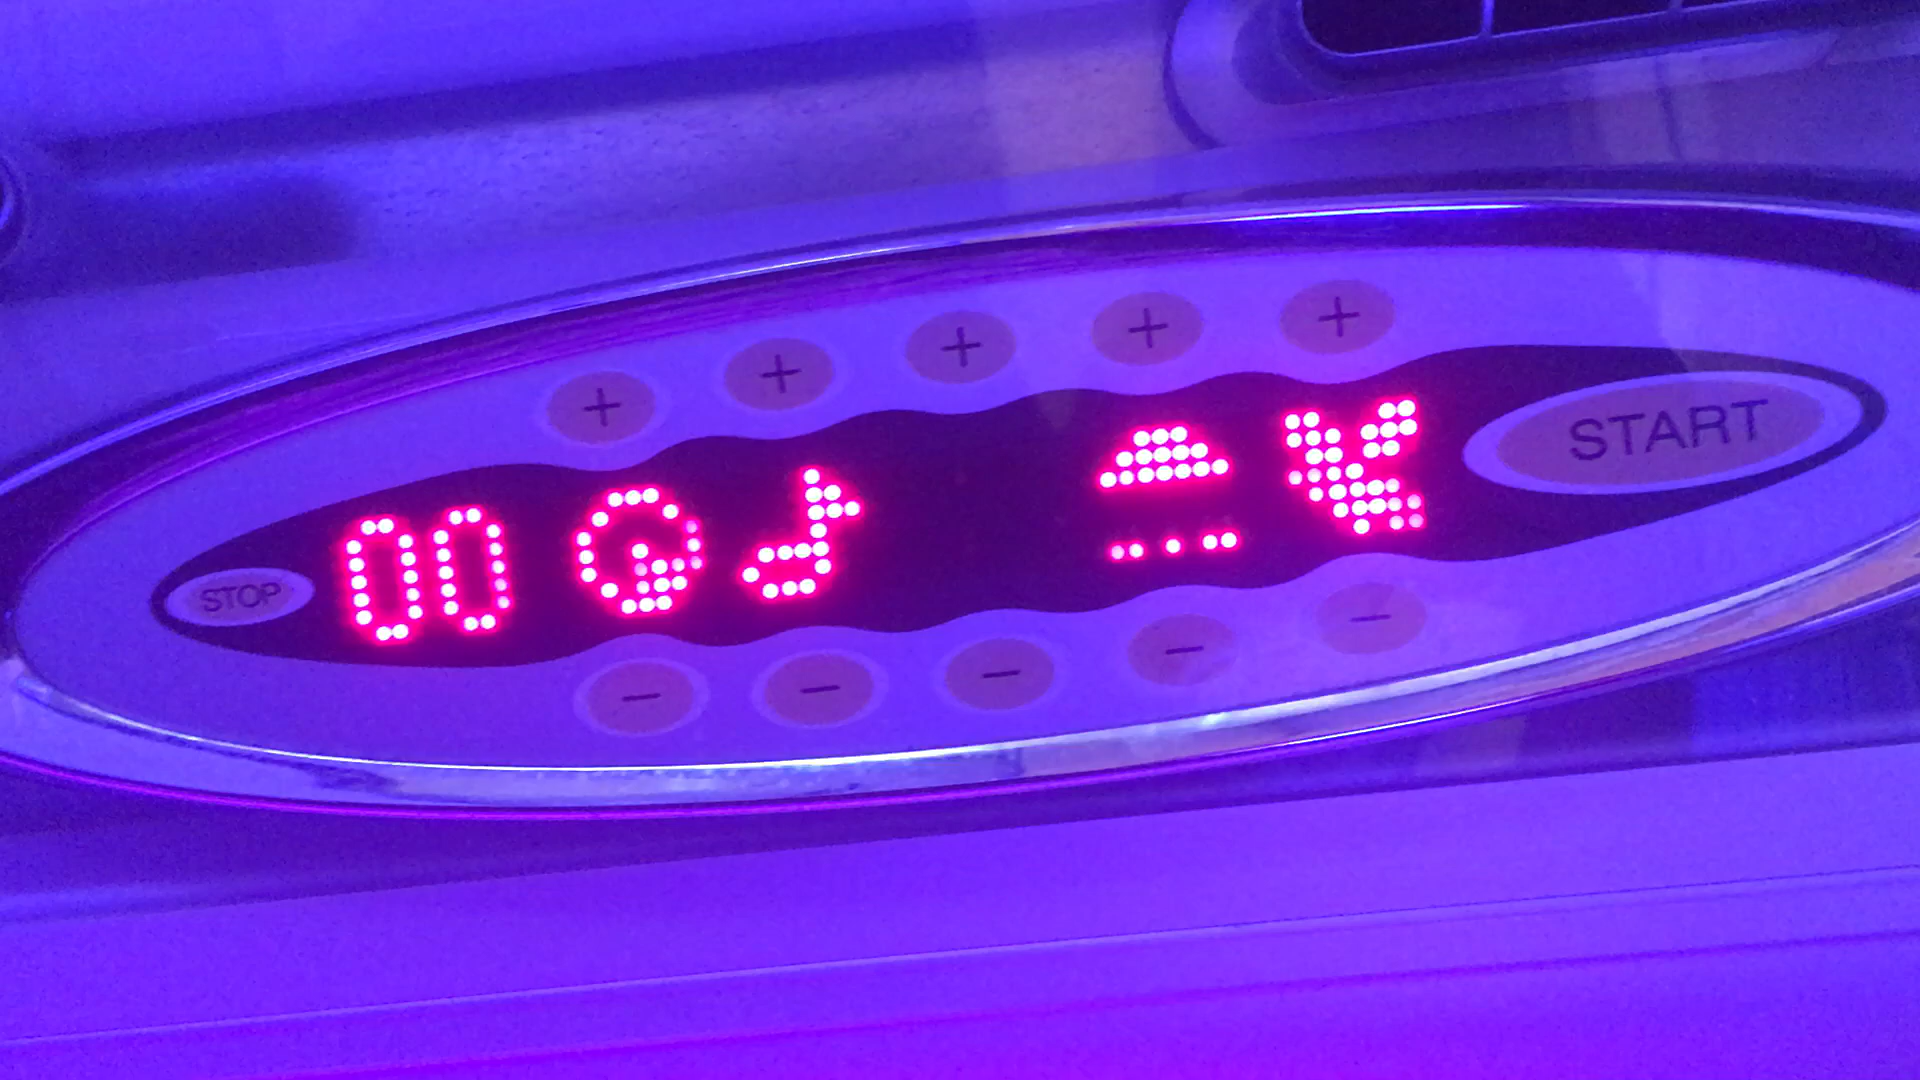 + + + + +
STOP 00 START
- - - - -